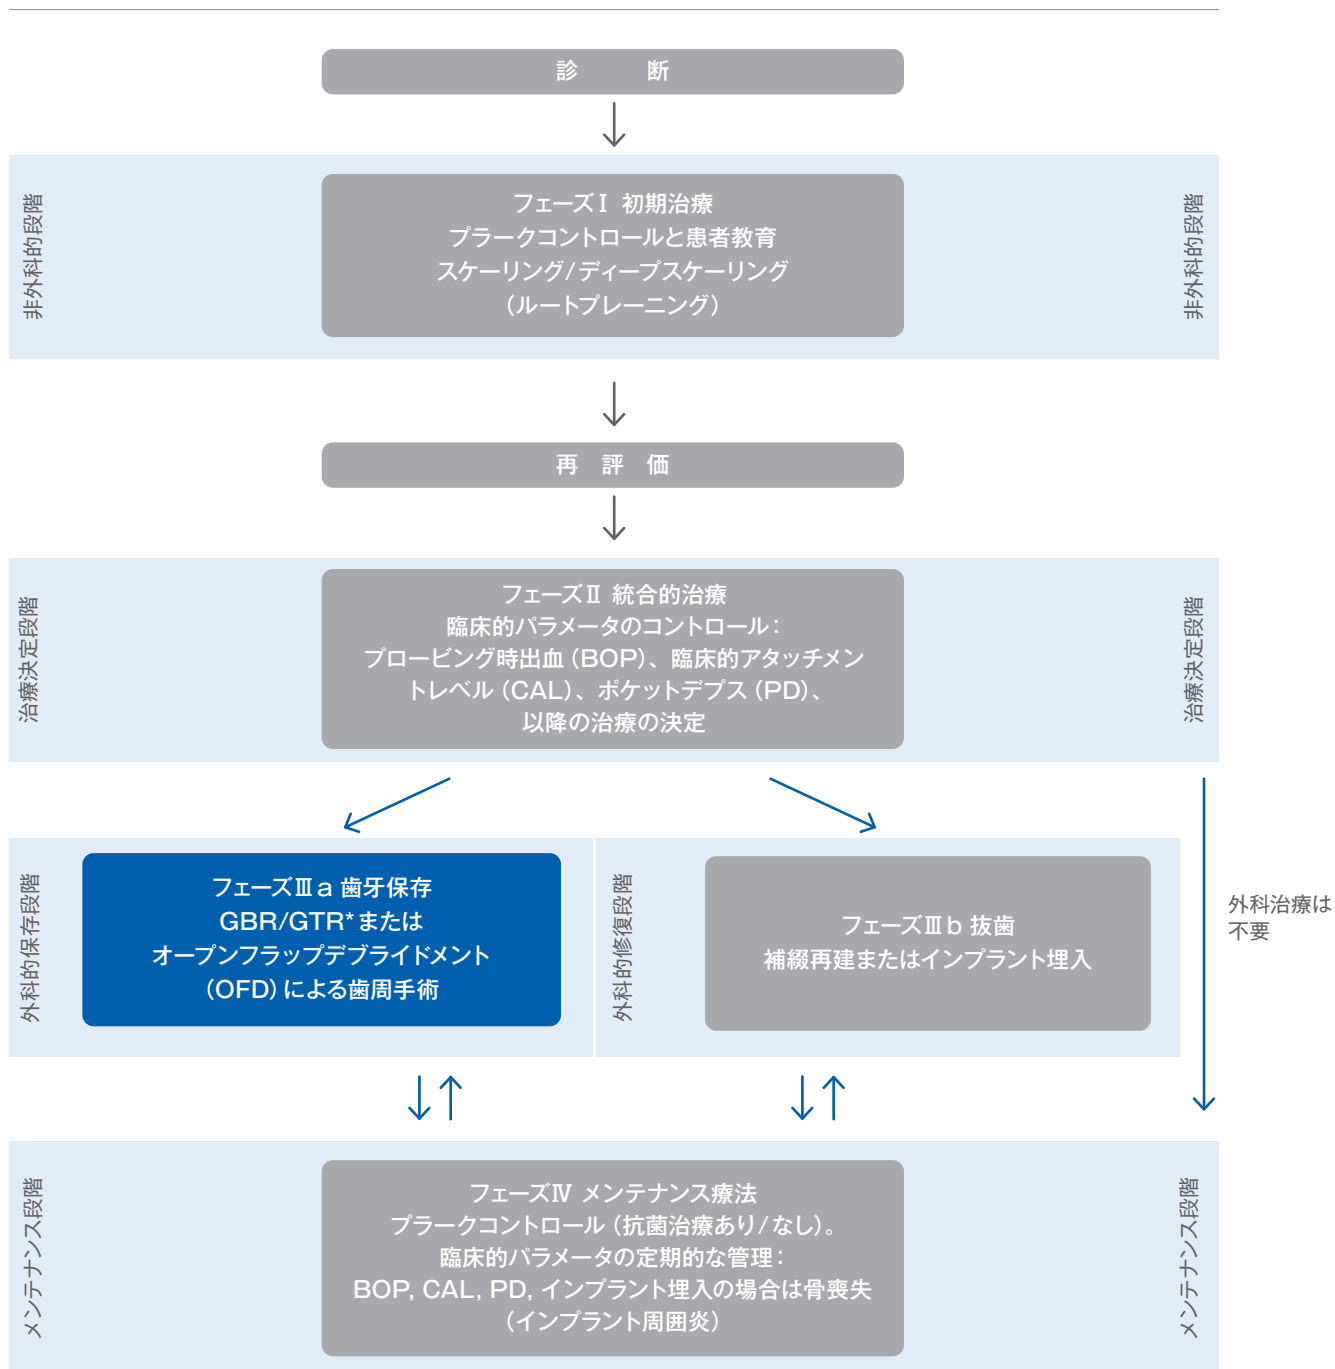 診 断
非外科的段階
フェーズⅠ 初期治療
プラークコントロールと患者教育
スケーリング/ディープスケーリング
(ルートプレーニング)
非外科的段階
再 評 価
治療決定段階
フェーズⅡ 統合的治療
臨床的パラメータのコントロール:
プロービング時出血(BOP)、臨床的アタッチメン
トレベル(CAL)、ポケットデプス(PD)、
以降の治療の決定
治療決定段階
外科的保存段階
フェーズⅢa 歯牙保存
GBR/GTR*または
オープンフラップデブライドメント
(OFD)による歯周手術
外科的修復段階
フェーズⅢb 抜歯
補綴再建またはインプラント埋入
外科治療は
不要
メンテナンス段階
フェーズⅣ メンテナンス療法
プラークコントロール(抗菌治療あり/なし)。
臨床的パラメータの定期的な管理:
BOP, CAL, PD, インプラント埋入の場合は骨喪失
(インプラント周囲炎)
メンテナンス段階